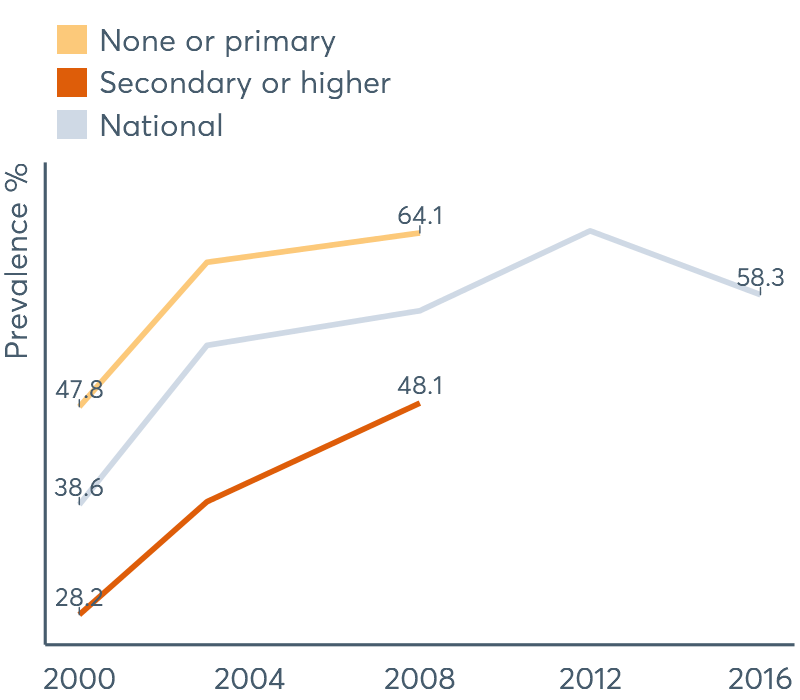 None or primary
Secondary or higher
National
Prevalence %
64.1
58.3
47.8
48.1
38.6
28.2
2000 2004 2008 2012 2016